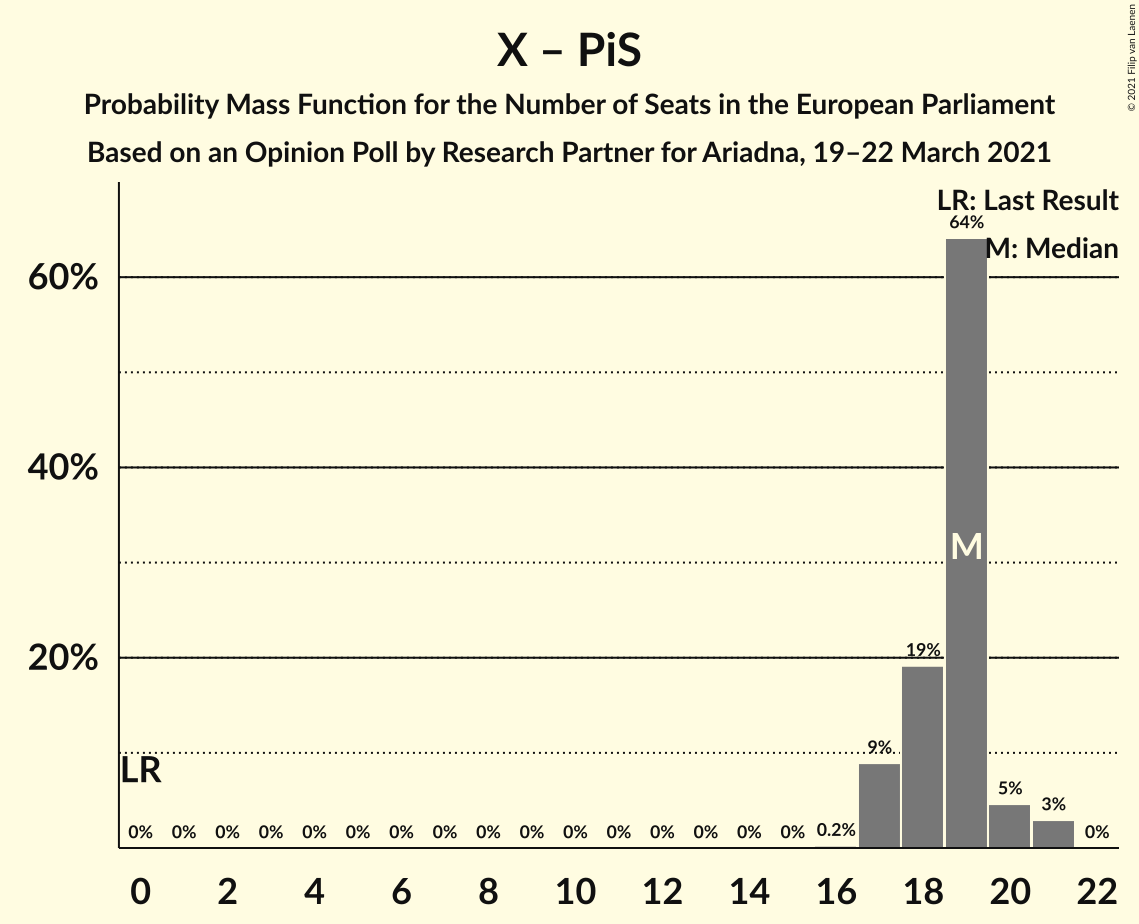 X – PiS
Probability Mass Function for the Number of Seats in the European Parliament
Based on an Opinion Poll by Research Partner for Ariadna, 19–22 March 2021
© 2021 Filip van Laenen
LR: Last Result
64%
M: Median
60%
40%
M
20%
19%
9%
LR
5%
3%
0% 0% 0% 0% 0% 0% 0% 0% 0% 0% 0% 0% 0% 0% 0% 0% 0.2% 0%
0 2 4 6 8 10 12 14 16 18 20 22